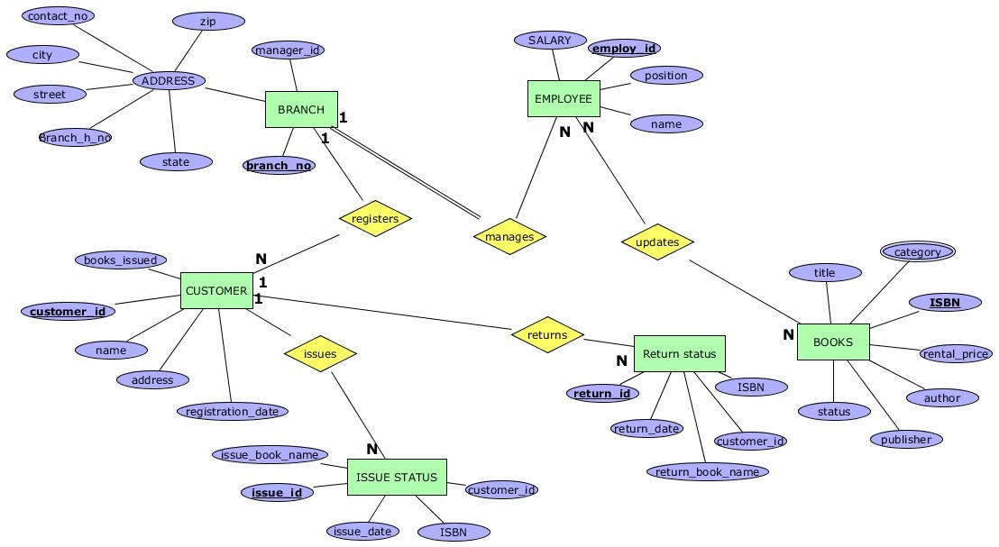 contact_no
zip
city
manager_id
SALARY
employ_id
ADDRESS
position
street
EMPLOYEE
BRANCH
1
name
Branch_h_no
1
N
N
state
branch_no
registers
manages
updates
books_issued
N
category
title
1
CUSTOMER
1
ISBN
customer_id
returns
N
BOOKS
name
issues
Return status
rental_price
N
address
return_id
ISBN
author
registration_date
status
return_date
customer_id
publisher
N
issue_book_name
return_book_name
ISSUE STATUS
issue_id
customer_id
issue_date
ISBN